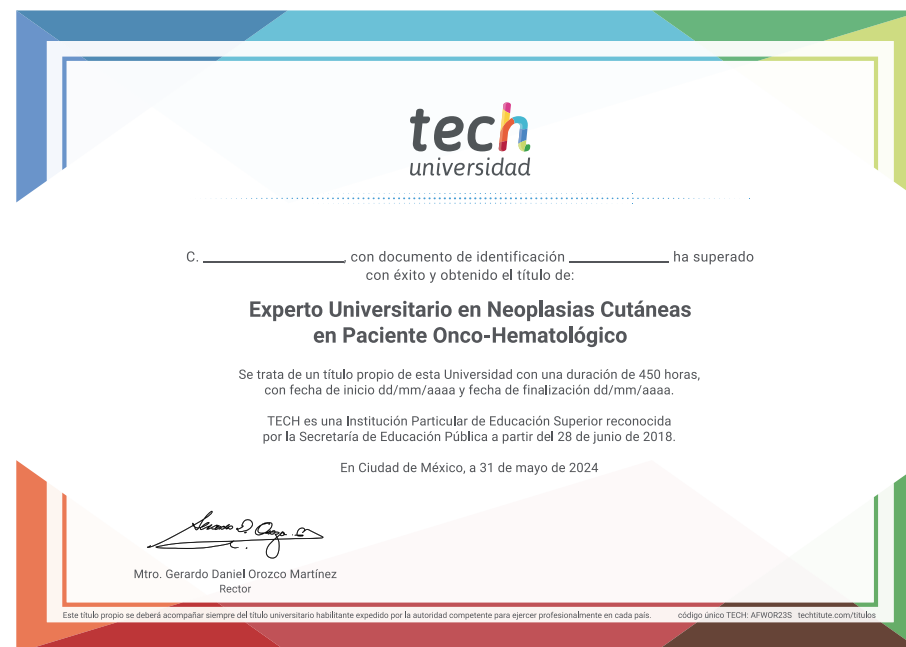 tech
universidad
C. ____________________, con documento de identificación ______________ ha superado
con éxito y obtenido el título de:
Experto Universitario en Neoplasias Cutáneas
en Paciente Onco-Hematológico
Se trata de un título propio de esta Universidad con una duración de 450 horas,
con fecha de inicio dd/mm/aaaa y fecha de finalización dd/mm/aaaa.
TECH es una Institución Particular de Educación Superior reconocida
por la Secretaría de Educación Pública a partir del 28 de junio de 2018.
En Ciudad de México, a 31 de mayo de 2024
Mtro. Gerardo Daniel Orozco Martínez
Rector
Este título propio se deberá acompañar siempre del título universitario habilitante expedido por la autoridad competente para ejercer profesionalmente en cada país. código único TECH: AFWOR23S techtitute.com/titulos